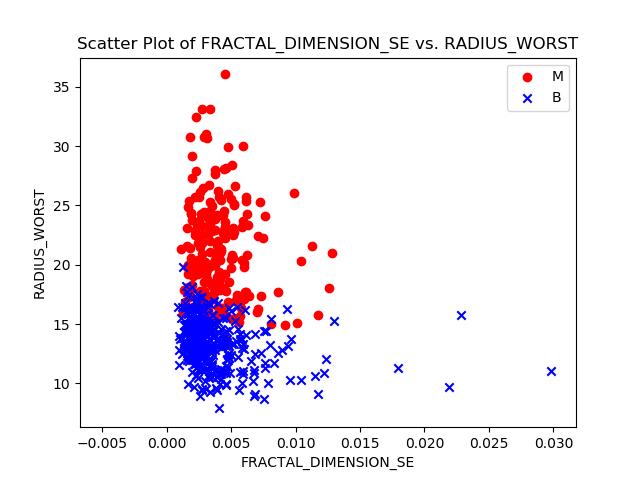 Scatter Plot of FRACTAL_DIMENSION_SE vs. RADIUS_WORST
M
B
35
30
25
20
15
10
RADIUS_WORST
-0.005 0.000 0.005 0.010 0.015 0.020 0.025 0.030
FRACTAL_DIMENSION_SE